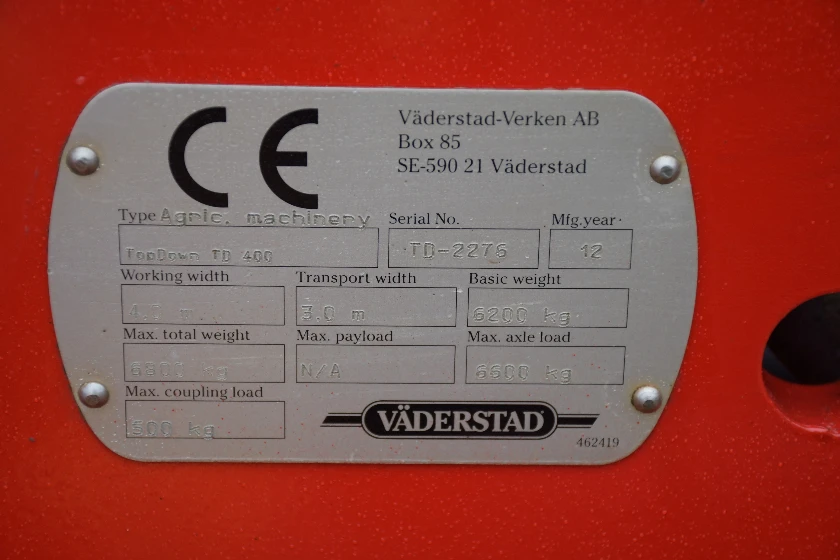 CE
Väderstad-Verken AB
Box 85
SE-590 21 Väderstad
Type Agric. machinery
Serial No.
Mfg.year
TopDown TD 400
TD-2276
12
Working width
Transport width
Basic weight
3.0 m
6200 kg
Max. total weight
Max. payload
Max. axle load
kg
N/A
6600 kg
Max. coupling load
kg
VÄDERSTAD
462419